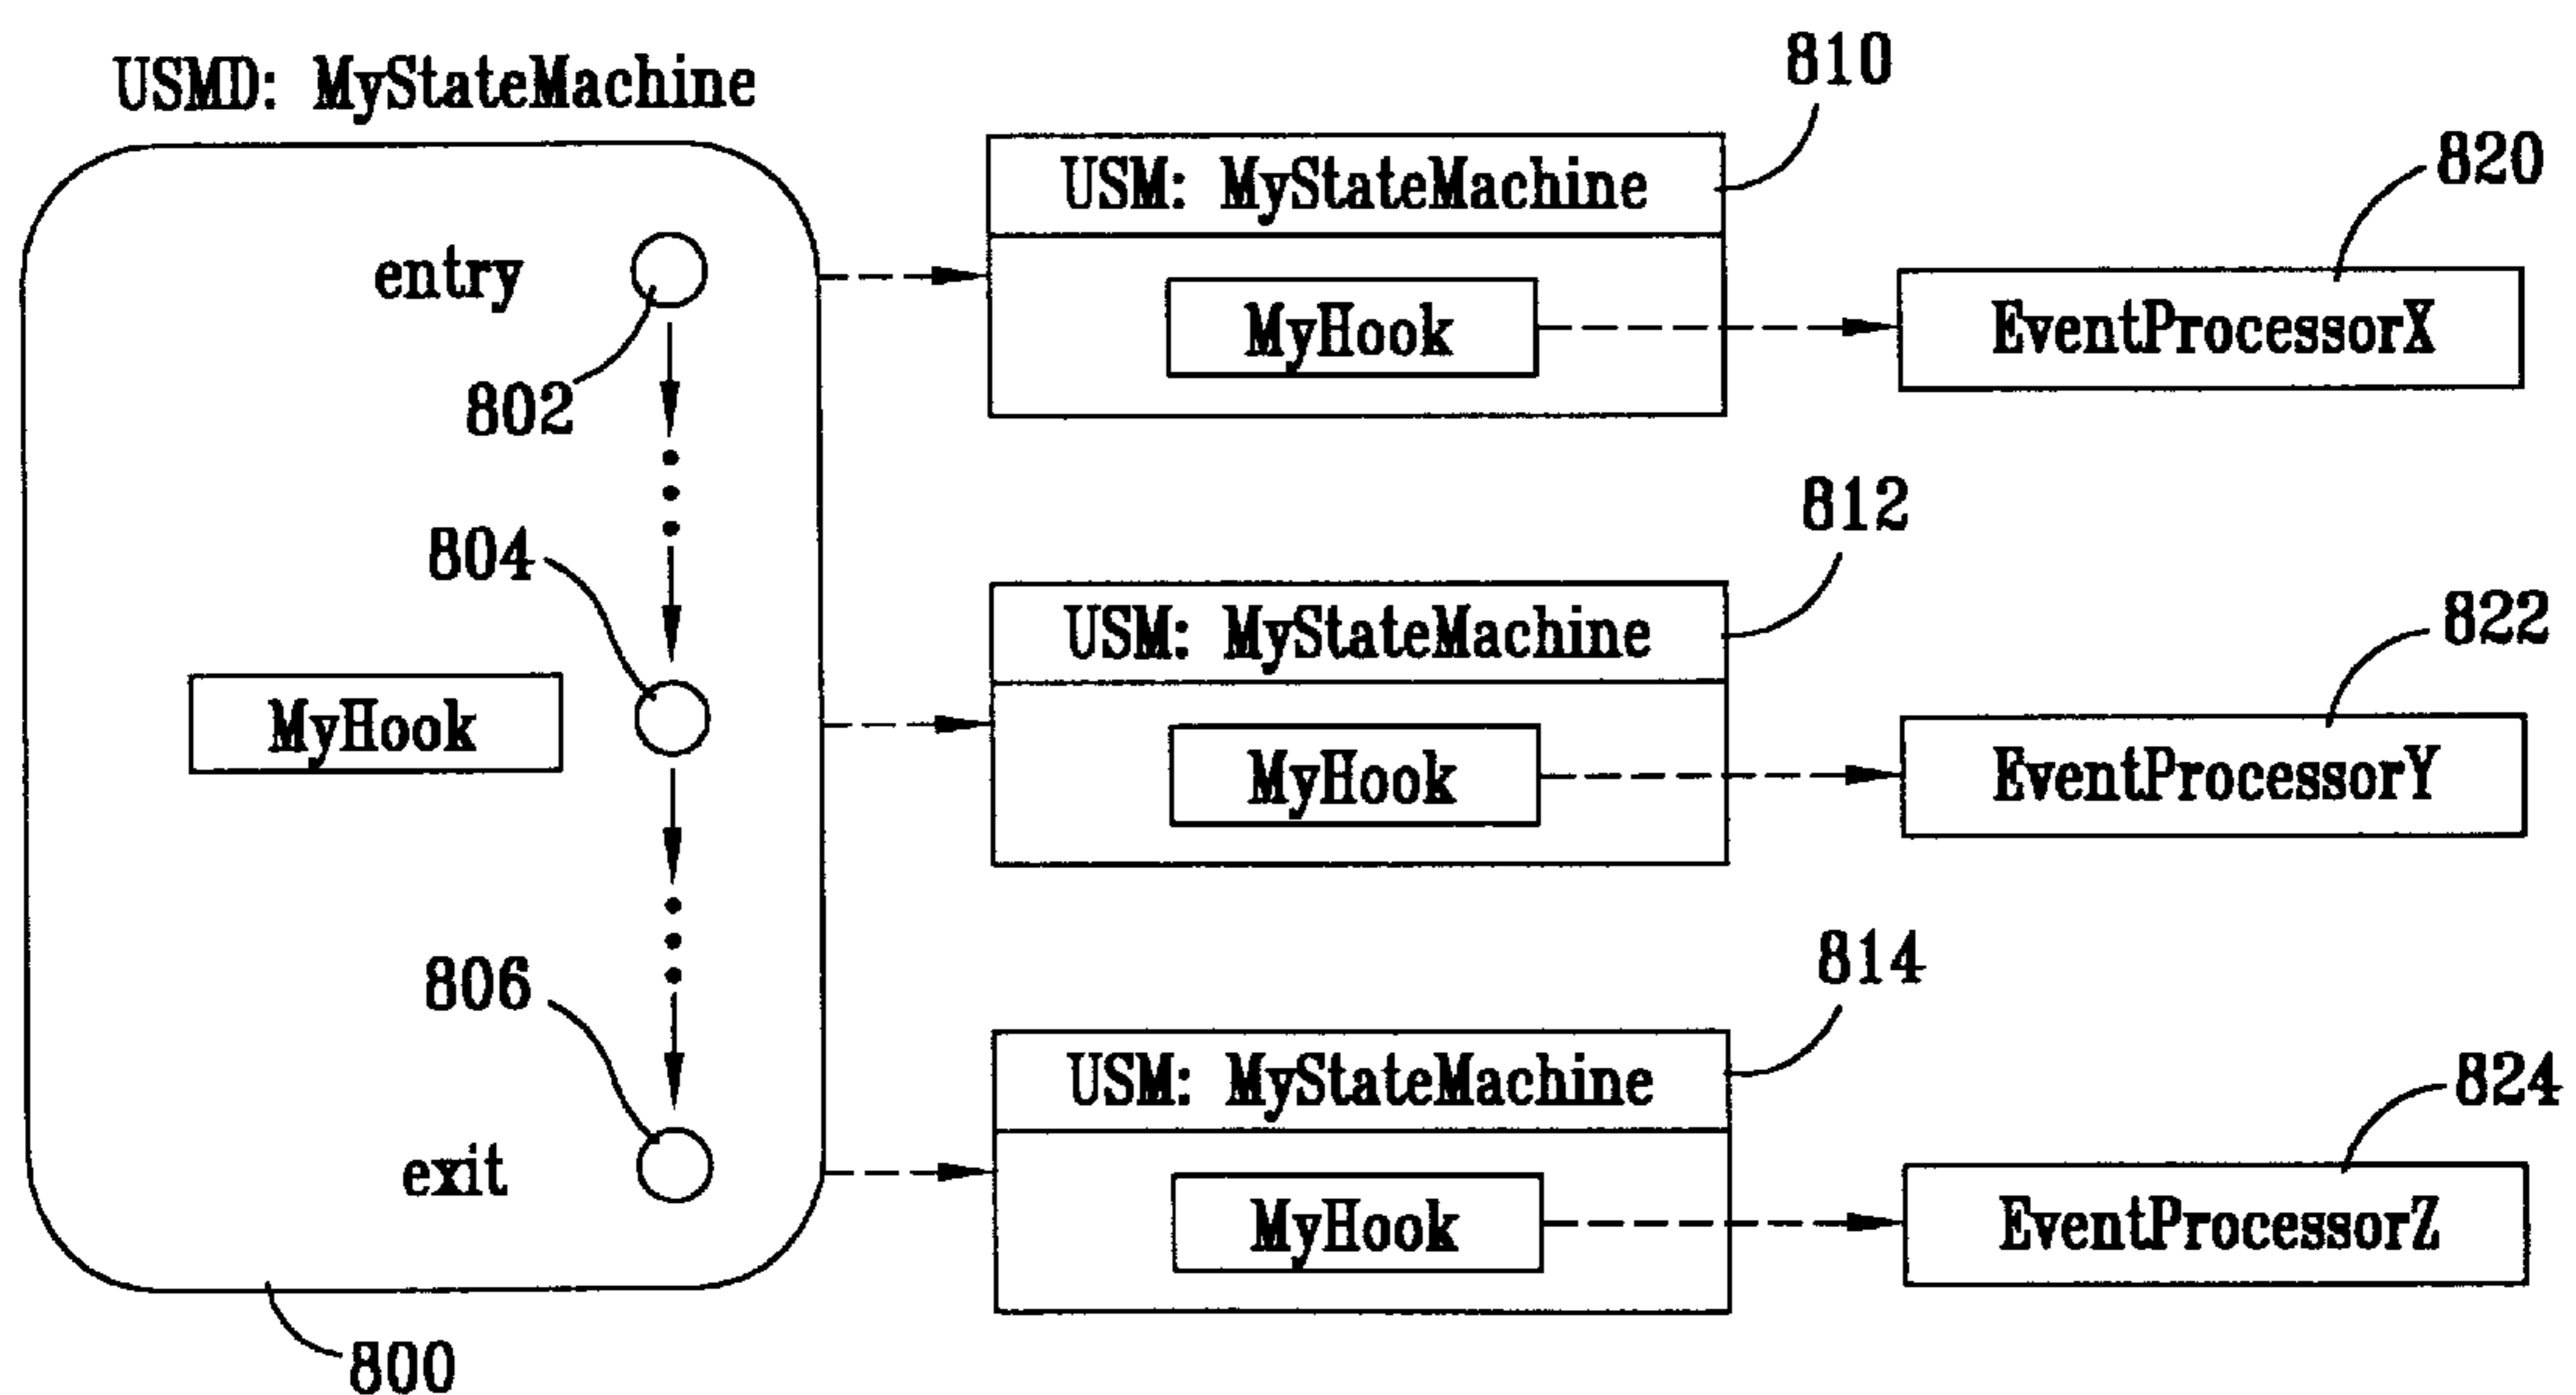 USMD: MyStateMachine
810
USM: MyStateMachine
820
entry
MyHook
EventProcessorX
802
812
804
USM: MyStateMachine
822
MyHook
MyHook
EventProcessorY
814
806
USM: MyStateMachine
824
exit
MyHook
EventProcessorZ
800